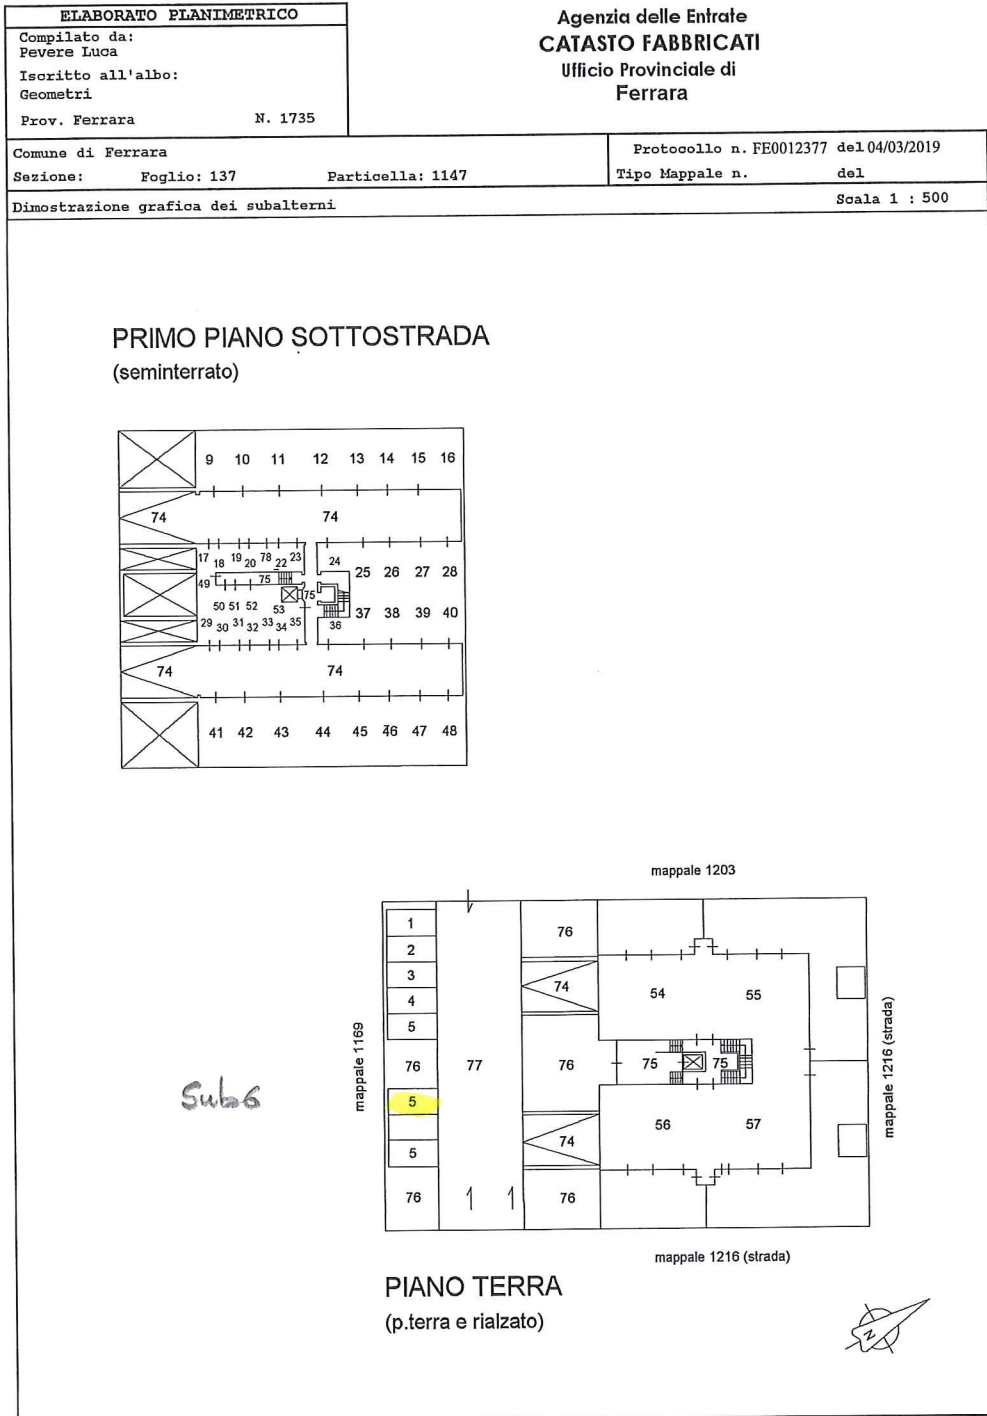 ELABORATO PLANIMETRICO
Compilato da:
Pevere Luca
Iscritto all'albo:
Geometri
Prov. Ferrara N. 1735
Agenzia delle Entrate
CATASTO FABBRICATI
Ufficio Provinciale di
Ferrara
Comune di Ferrara
Sezione: Foglio: 137 Particella: 1147
Protocollo n. FE0012377 del 04/03/2019
Tipo Mappale n. del
Dimostrazione grafica dei subalterni
Scala 1 : 500
PRIMO PIANO SOTTOSTRADA
(seminterrato)
9 10 11 12 13 14 15 16
74 74
17 18 19 20 78 22 23 24
49 75 25 26 27 28
75
50 51 52 53 37 38 39 40
29 30 31 32 33 34 35 36
74 74
41 42 43 44 45 46 47 48
mappale 1203
1 76
2
3 74 54 55
4
5
mappale 1169
76 77 76 75 75
mappale 1216 (strada)
Sub6
5 56 57
74
5
76 76
mappale 1216 (strada)
PIANO TERRA
(p.terra e rialzato)
N